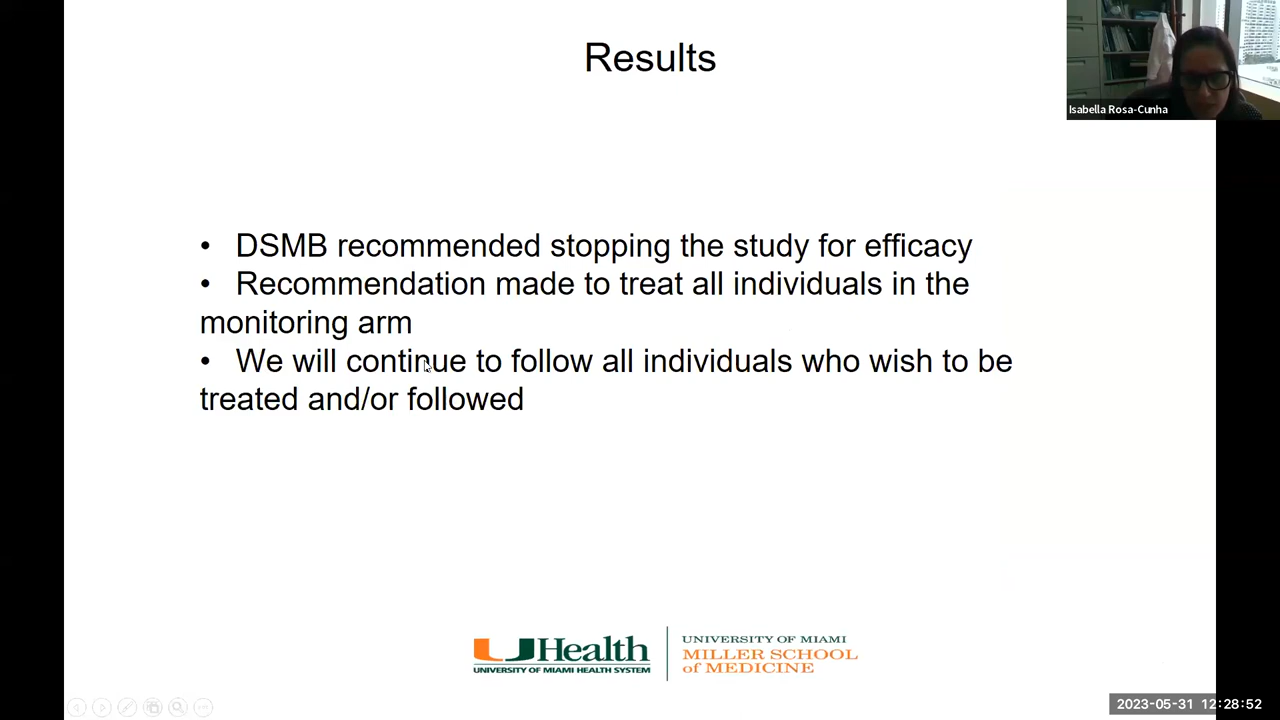 Results
Isabella Rosa-Cunha
• DSMB recommended stopping the study for efficacy
• Recommendation made to treat all individuals in the
monitoring arm
• We will continue to follow all individuals who wish to be
treated and/or followed
UHealth
UNIVERSITY OF MIAMI HEALTH SYSTEM
UNIVERSITY OF MIAMI
MILLER SCHOOL
of MEDICINE
2023-05-31 12:28:52